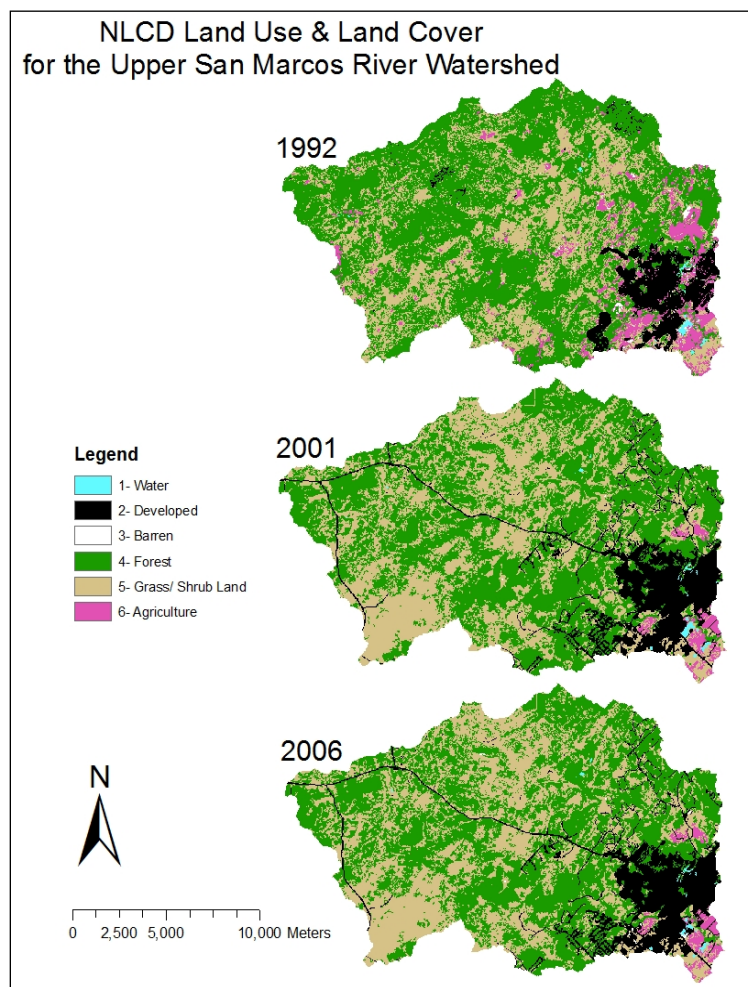 NLCD Land Use & Land Cover
for the Upper San Marcos River Watershed
1992
2001
Legend
1- Water
2- Developed
3- Barren
4- Forest
5- Grass/ Shrub Land
6- Agriculture
2006
N
0 2,500 5,000 10,000 Meters